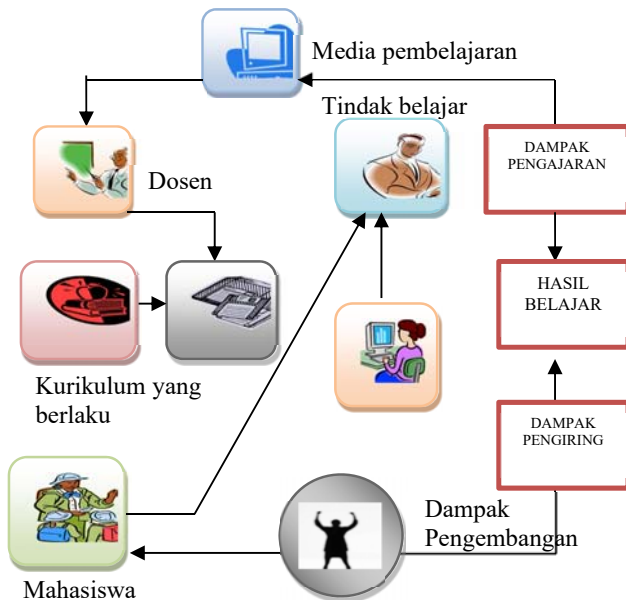 Media pembelajaran
Tindak belajar
DAMPAK
PENGAJARAN
Dosen
HASIL
BELAJAR
Kurikulum yang
berlaku
DAMPAK
PENGIRING
Dampak
Pengembangan
Mahasiswa